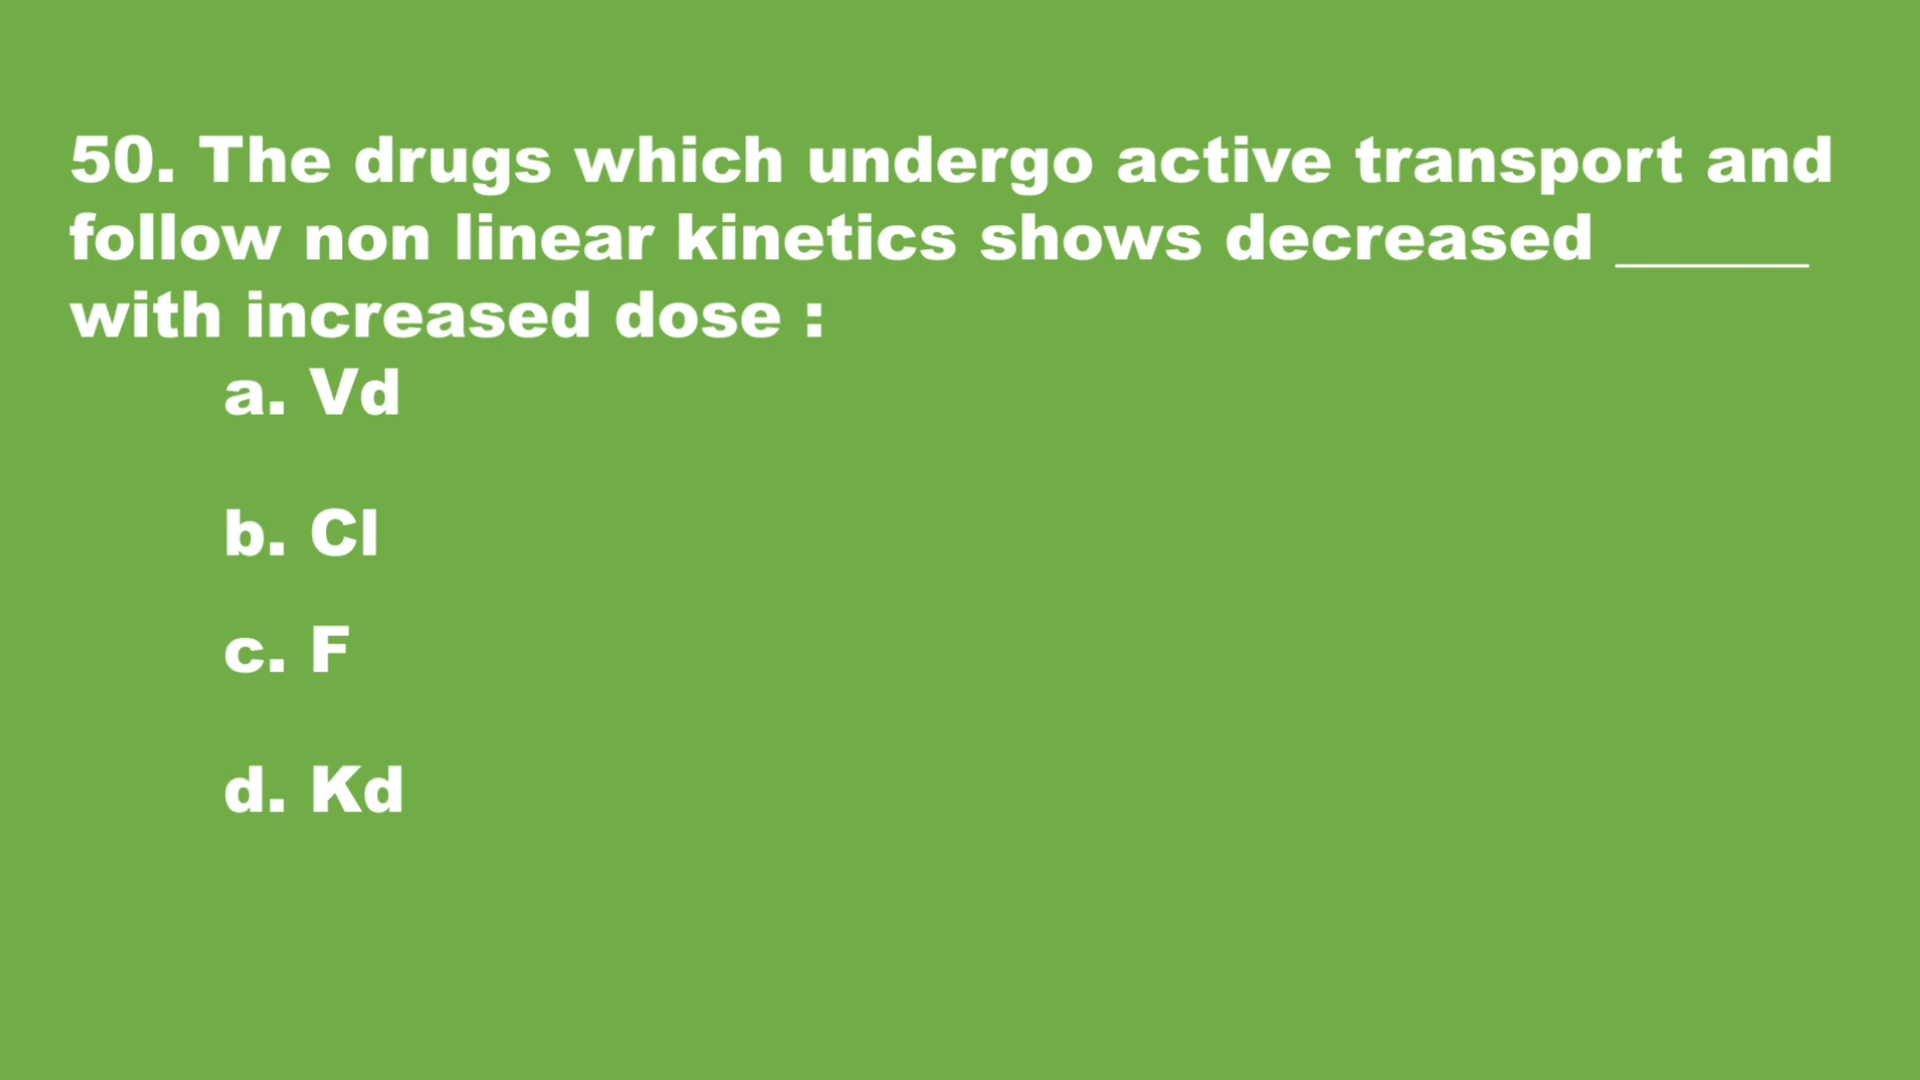 50. The drugs which undergo active transport and
follow non linear kinetics shows decreased ______
with increased dose :
a. Vd
b. Cl
c. F
d. Kd